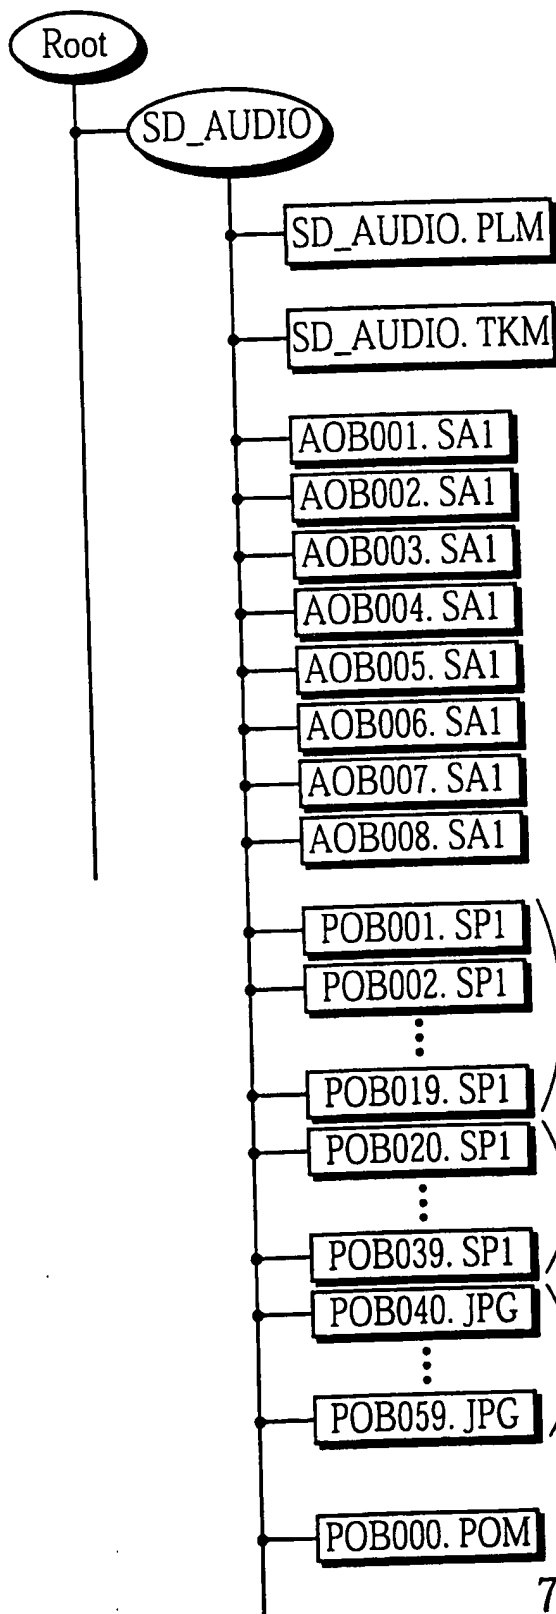 Root
SD_AUDIO
SD_AUDIO. PLM
SD_AUDIO. TKM
AOB001. SA1
AOB002. SA1
AOB003. SA1
AOB004. SA1
AOB005. SA1
AOB006. SA1
AOB007. SA1
AOB008. SA1
POB001. SP1
POB002. SP1
POB019. SP1
POB020. SP1
POB039. SP1
POB040. JPG
POB059. JPG
POB000. POM
7